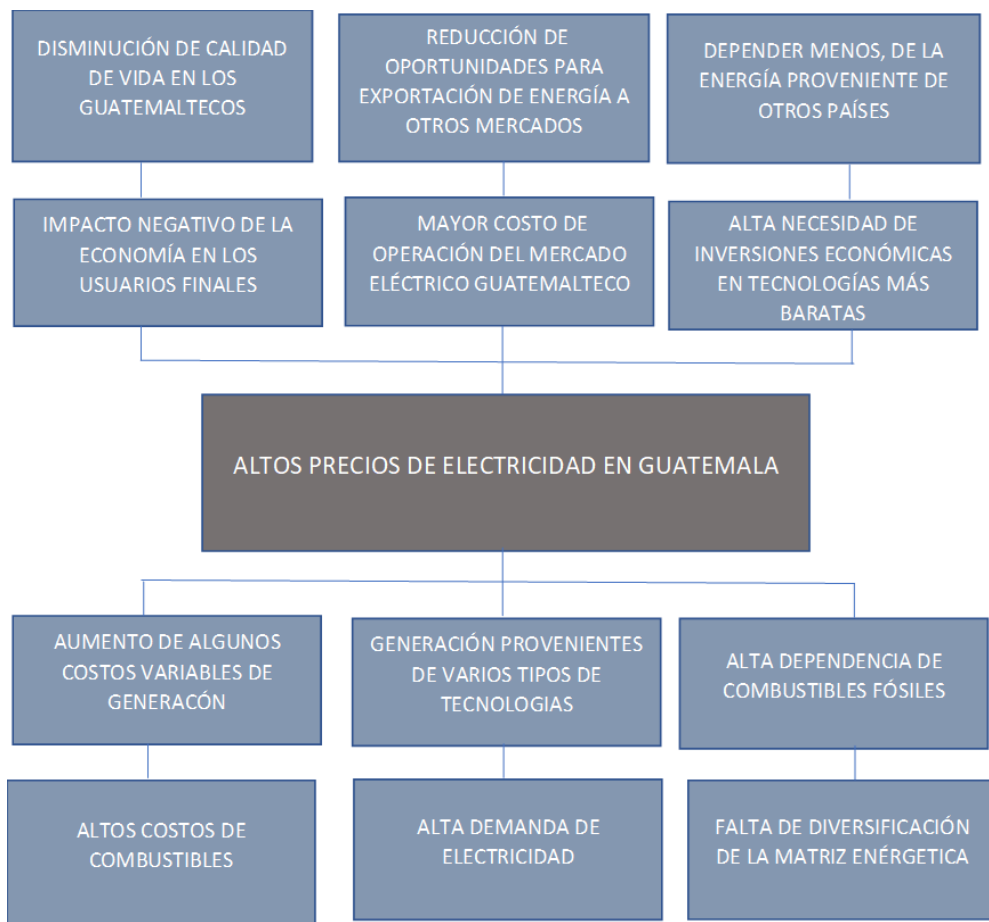 DISMINUCIÓN DE CALIDAD
DE VIDA EN LOS
GUATEMALTECOS
REDUCCIÓN DE
OPORTUNIDADES PARA
EXPORTACIÓN DE ENERGÍA A
OTROS MERCADOS
DEPENDER MENOS, DE LA
ENERGÍA PROVENIENTE DE
OTROS PAÍSES
IMPACTO NEGATIVO DE LA
ECONOMÍA EN LOS
USUARIOS FINALES
MAYOR COSTO DE
OPERACIÓN DEL MERCADO
ELÉCTRICO GUATEMALTECO
ALTA NECESIDAD DE
INVERSIONES ECONÓMICAS
EN TECNOLOGÍAS MÁS
BARATAS
ALTOS PRECIOS DE ELECTRICIDAD EN GUATEMALA
AUMENTO DE ALGUNOS
COSTOS VARIABLES DE
GENERACÓN
GENERACIÓN PROVENIENTES
DE VARIOS TIPOS DE
TECNOLOGIAS
ALTA DEPENDENCIA DE
COMBUSTIBLES FÓSILES
ALTOS COSTOS DE
COMBUSTIBLES
ALTA DEMANDA DE
ELECTRICIDAD
FALTA DE DIVERSIFICACIÓN
DE LA MATRIZ ENÉRGETICA